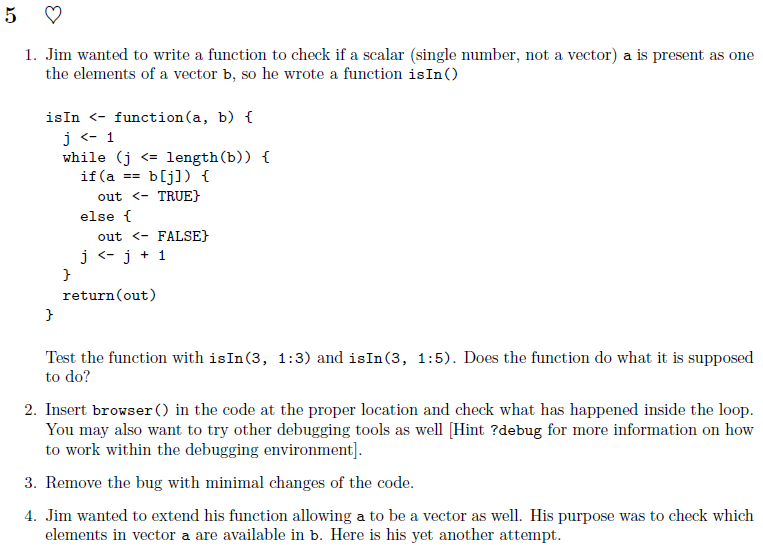 5 ♡
1. Jim wanted to write a function to check if a scalar (single number, not a vector) a is present as one
the elements of a vector b, so he wrote a function isIn()
isIn <- function(a, b) {
j <- 1
while (j <= length(b)) {
if(a == b[j]) {
out <- TRUE}
else {
out <- FALSE}
j <- j + 1
}
return(out)
}
Test the function with isIn(3, 1:3) and isIn(3, 1:5). Does the function do what it is supposed
to do?
2. Insert browser() in the code at the proper location and check what has happened inside the loop.
You may also want to try other debugging tools as well [Hint ?debug for more information on how
to work within the debugging environment].
3. Remove the bug with minimal changes of the code.
4. Jim wanted to extend his function allowing a to be a vector as well. His purpose was to check which
elements in vector a are available in b. Here is his yet another attempt.